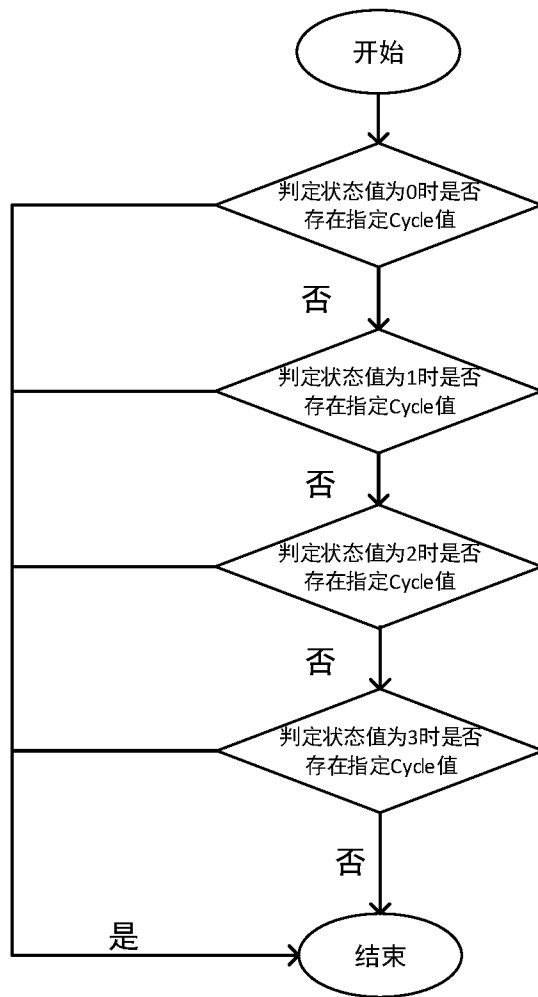 开始
判定状态值为0时是否
存在指定Cycle值
否
判定状态值为1时是否
存在指定Cycle值
否
判定状态值为2时是否
存在指定Cycle值
否
判定状态值为3时是否
存在指定Cycle值
否
是
结束